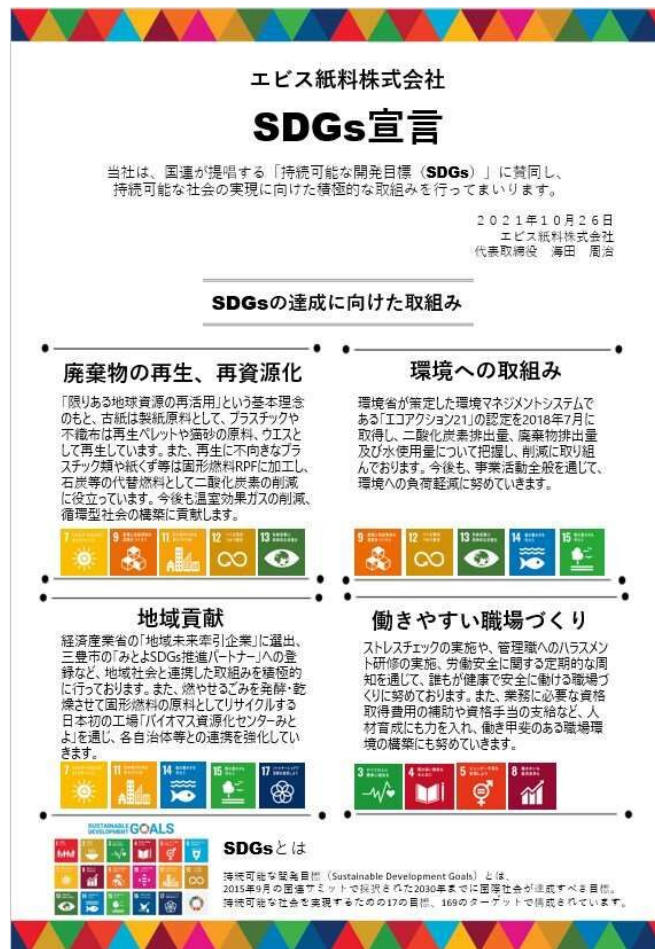 エビス紙料株式会社
SDGs宣言
当社は、国連が提唱する「持続可能な開発目標（SDGs）」に賛同し、
持続可能な社会の実現に向けた積極的な取組みを行ってまいります。
２０２１年１０月２６日
エビス紙料株式会社
代表取締役　海田　周治
SDGsの達成に向けた取組み
廃棄物の再生、再資源化
「限りある地球資源の再活用」という基本理念
のもと、古紙は製紙原料として、プラスチックや
不織布は再生ペレットや猫砂の原料、ウエスと
して再生しています。また、再生に不向きなプラ
スチック類や紙くず等は固形燃料RPFに加工し、
石炭等の代替燃料として二酸化炭素の削減
に役立っています。今後も温室効果ガスの削減、
循環型社会の構築に貢献します。
7
9
11
12
13
環境への取組み
環境省が策定した環境マネジメントシステムで
ある「エコアクション21」の認定を2018年7月に
取得し、二酸化炭素排出量、廃棄物排出量
及び水使用量について把握し、削減に取り組
んでおります。今後も、事業活動全般を通じて、
環境への負荷軽減に努めていきます。
9
12
13
14
15
地域貢献
経済産業省の「地域未来牽引企業」に選出、
三豊市の「みとよSDGs推進パートナー」への登
録など、地域社会と連携した取組みを積極的
に行っております。また、燃やせるごみを発酵・乾
燥させて固形燃料の原料としてリサイクルする
日本初の工場「バイオマス資源化センターみと
よ」を通じ、各自治体等との連携を強化してい
きます。
7
11
14
15
17
働きやすい職場づくり
ストレスチェックの実施や、管理職へのハラスメン
ト研修の実施、労働安全に関する定期的な周
知を通じて、誰もが健康で安全に働ける職場づ
くりに努めております。また、業務に必要な資格
取得費用の補助や資格手当の支給など、人
材育成にも力を入れ、働き甲斐のある職場環
境の構築にも努めていきます。
3
4
5
8
SUSTAINABLE
DEVELOPMENT GOALS
SDGsとは
持続可能な開発目標（Sustainable Development Goals）とは、
2015年9月の国連サミットで採択された2030年までに国際社会が達成すべき目標。
持続可能な社会を実現するための17の目標、169のターゲットで構成されています。